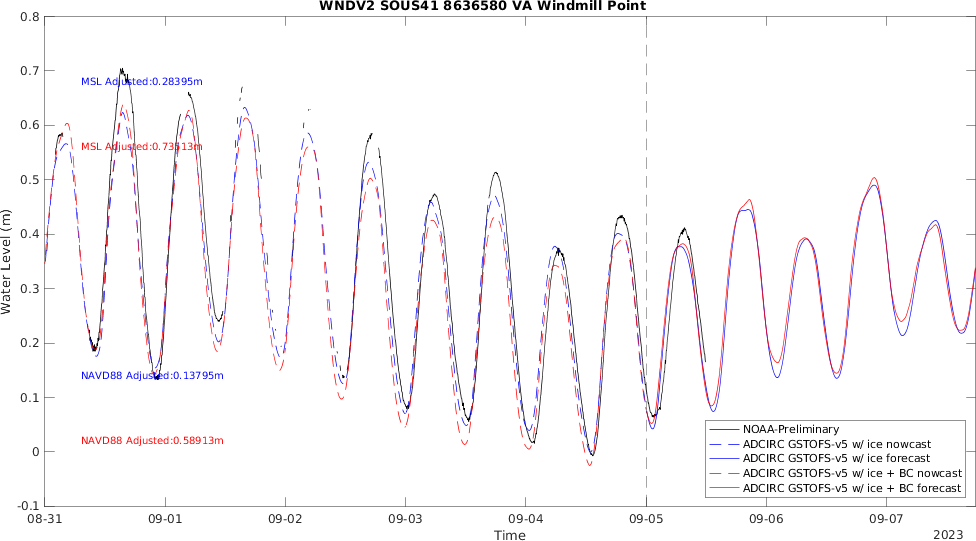 WNDV2 SOUS41 8636580 VA Windmill Point
Water Level (m)
0.8
0.7
0.6
0.5
0.4
0.3
0.2
0.1
0
-0.1
MSL Adjusted:0.28395m
MSL Adjusted:0.73513m
NAVD88 Adjusted:0.13795m
NAVD88 Adjusted:0.58913m
NOAA-Preliminary
ADCIRC GSTOFS-v5 w/ ice nowcast
ADCIRC GSTOFS-v5 w/ ice forecast
ADCIRC GSTOFS-v5 w/ ice + BC nowcast
ADCIRC GSTOFS-v5 w/ ice + BC forecast
08-31 09-01 09-02 09-03 09-04 09-05 09-06 09-07
Time
2023